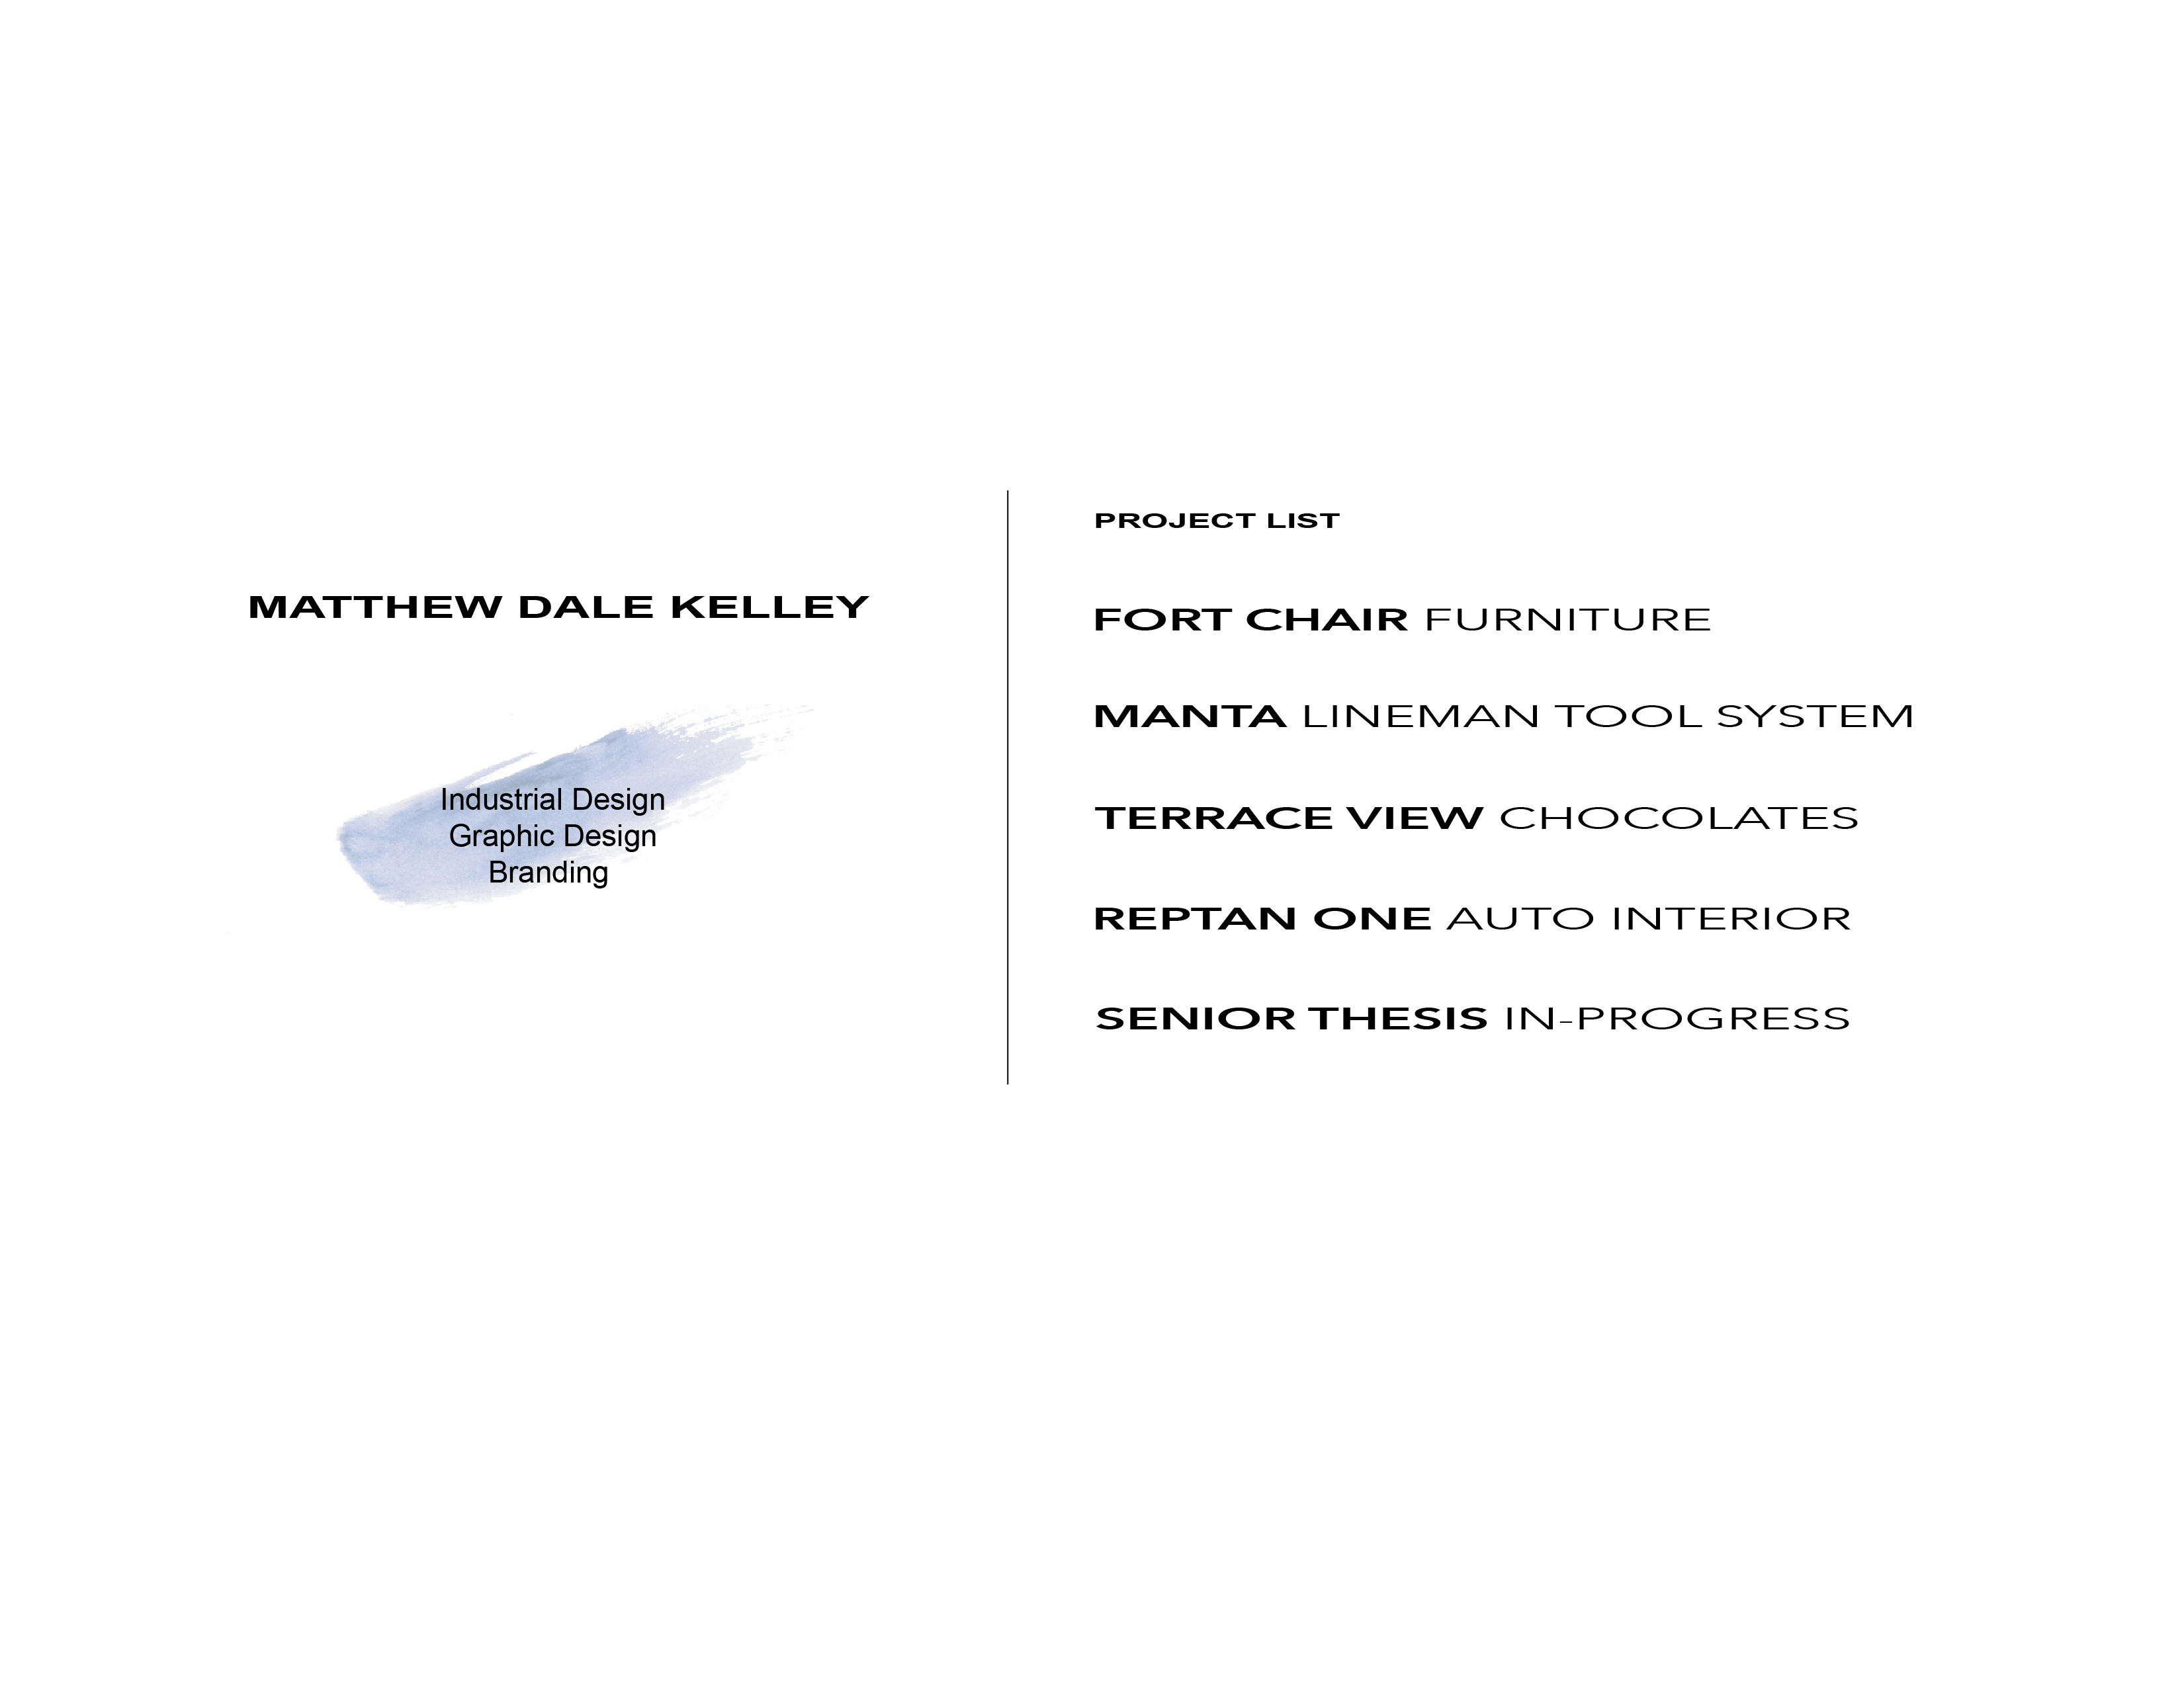 MATTHEW DALE KELLEY
Industrial Design
Graphic Design
Branding
PROJECT LIST
FORT CHAIR FURNITURE
MANTA LINEMAN TOOL SYSTEM
TERRACE VIEW CHOCOLATES
REPTAN ONE AUTO INTERIOR
SENIOR THESIS IN-PROGRESS